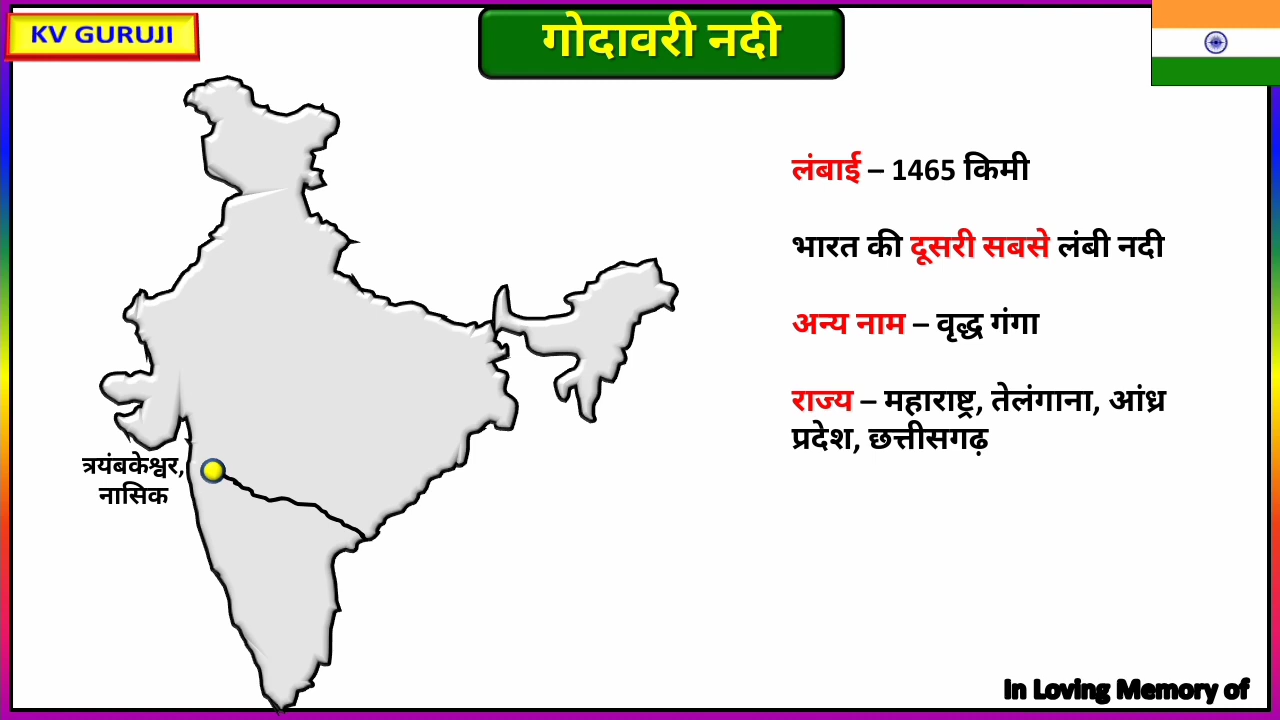 KV GURUJI
गोदावरी नदी
लंबाई – 1465 किमी
भारत की दूसरी सबसे लंबी नदी
अन्य नाम – वृद्ध गंगा
राज्य – महाराष्ट्र, तेलंगाना, आंध्र
प्रदेश, छत्तीसगढ़
त्रयंबकेश्वर,
नासिक
In Loving Memory of